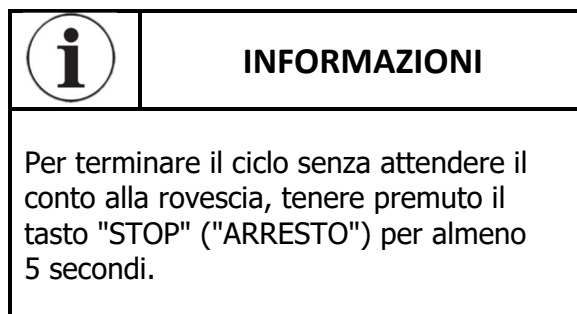 INFORMAZIONI
Per terminare il ciclo senza attendere il
conto alla rovescia, tenere premuto il
tasto "STOP" ("ARRESTO") per almeno
5 secondi.